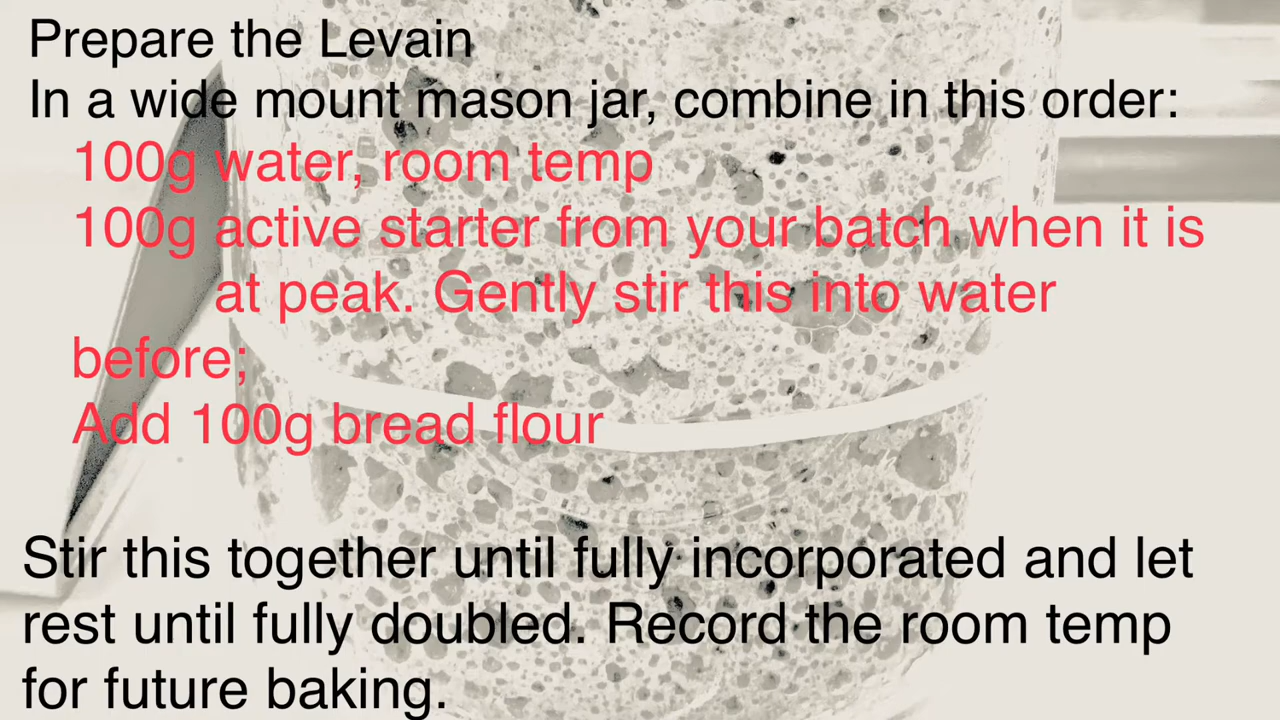 Prepare the Levain
In a wide mount mason jar, combine in this order:
100g water, room temp
100g active starter from your batch when it is
at peak. Gently stir this into water
before;
Add 100g bread flour
Stir this together until fully incorporated and let
rest until fully doubled. Record the room temp
for future baking.